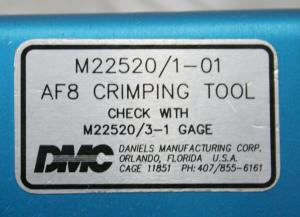 M22520/1-01
AF8 CRIMPING TOOL
CHECK WITH
M22520/3-1 GAGE
DMC
DANIELS MANUFACTURING CORP.
ORLANDO, FLORIDA U.S.A.
CAGE 11851 PH: 407/855-6161